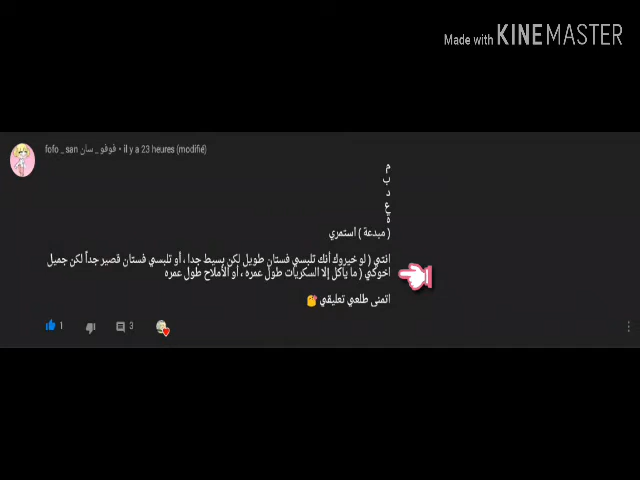 Made with KINEMASTER
fofo _ san فوفو _ سان • il y a 23 heures (modifié)
م
ب
د
ع
ة
( مبدعة ) استمري
انتي ( لو خيروك أنك تلبسي فستان طويل لكن بسيط جدا ، أو تلبسي فستان قصير جداً لكن جميل
اخوكي ( ما ياكل إلا السكريات طول عمره ، أو الأملاح طول عمره
اتمنى طلعي تعليقي
1
3